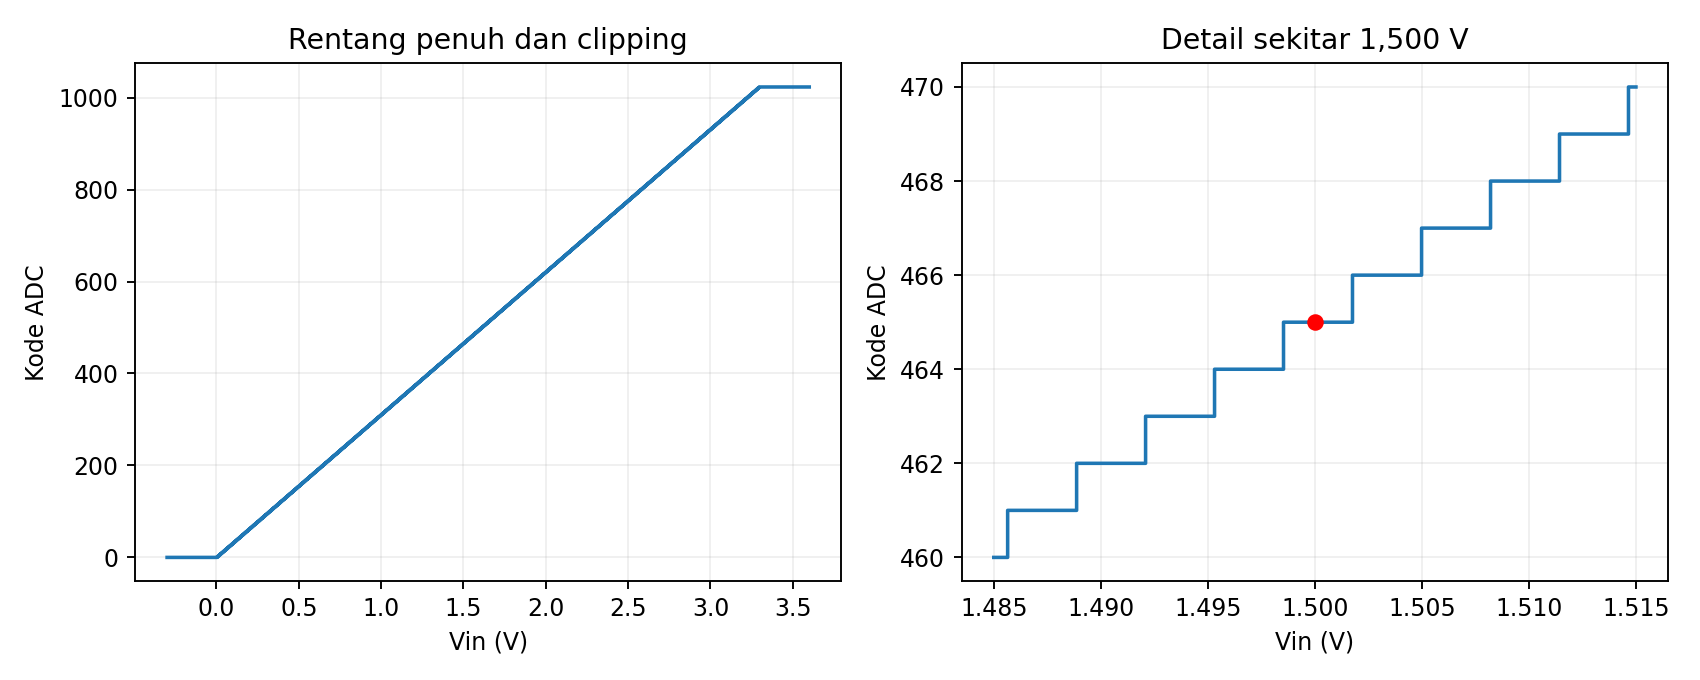 Rentang penuh dan clipping
Kode ADC
1000
800
600
400
200
0
0.0 0.5 1.0 1.5 2.0 2.5 3.0 3.5
Vin (V)
Detail sekitar 1,500 V
Kode ADC
470
468
466
464
462
460
1.485 1.490 1.495 1.500 1.505 1.510 1.515
Vin (V)